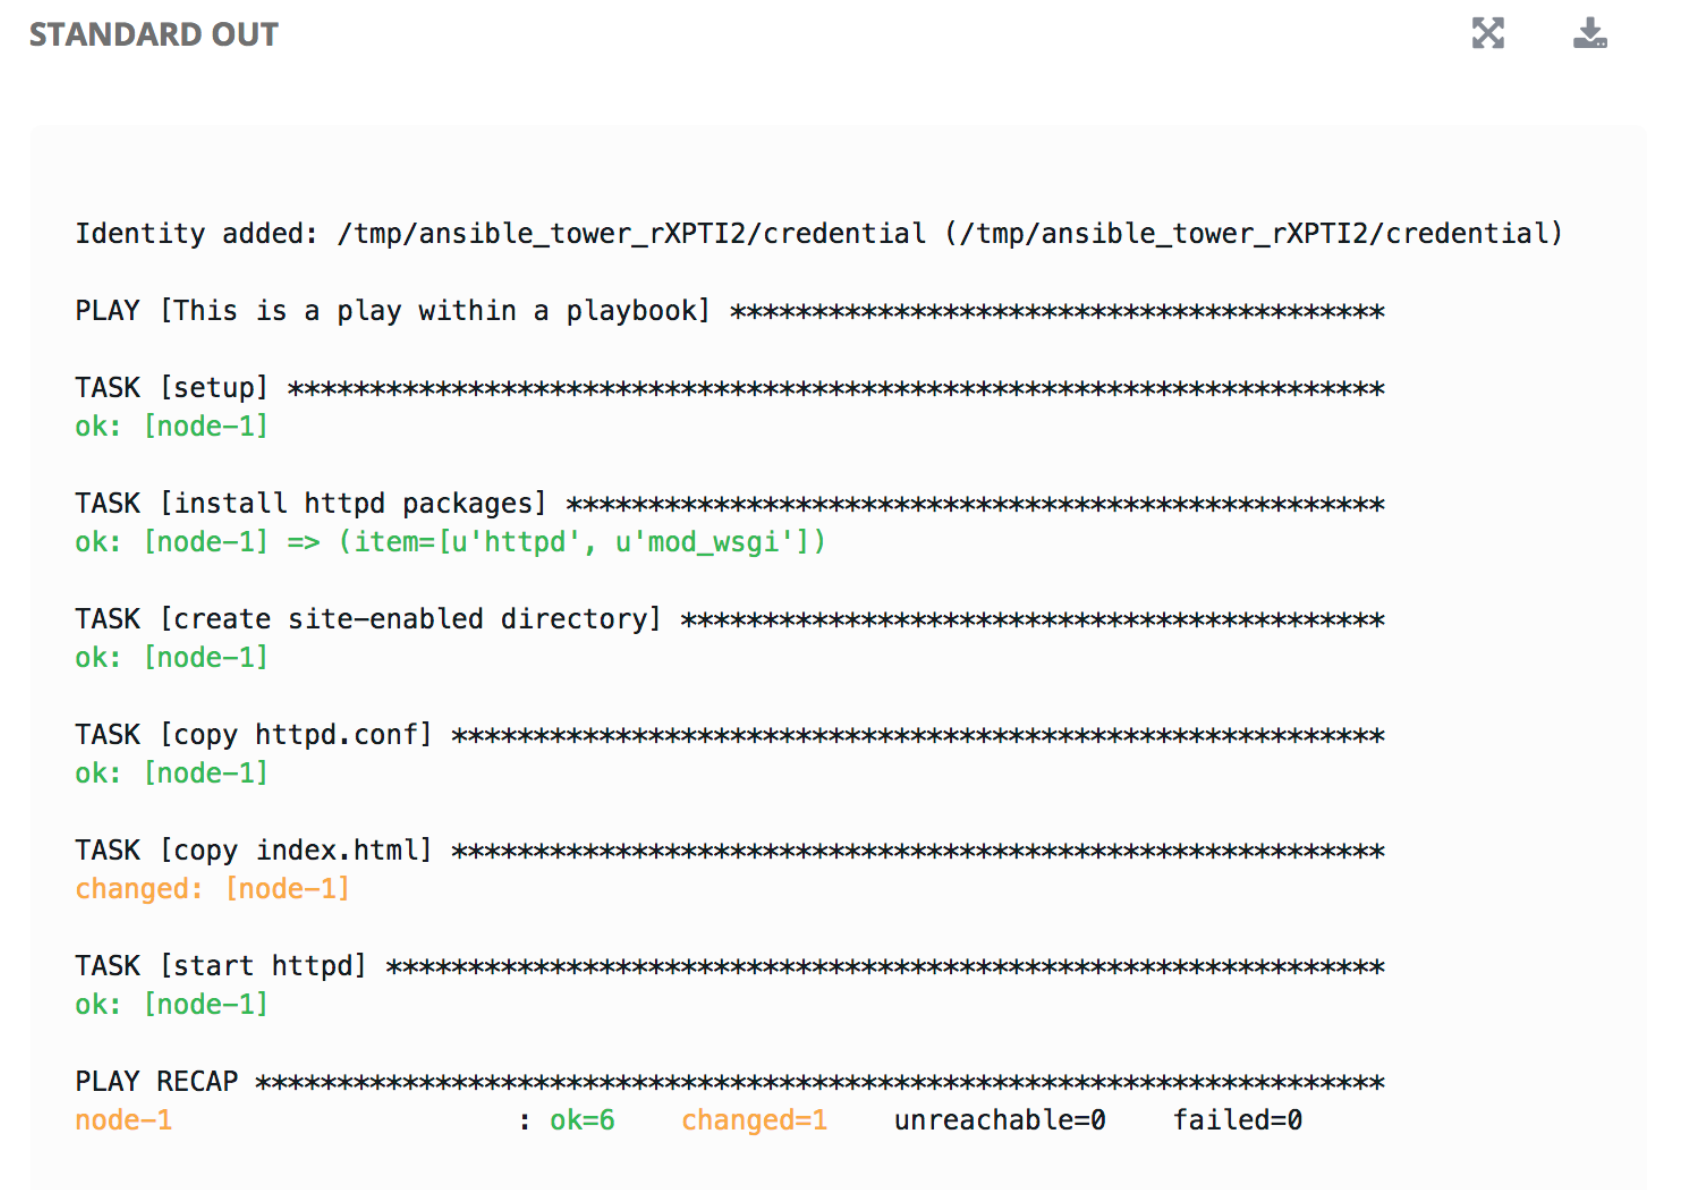 STANDARD OUT
Identity added: /tmp/ansible_tower_rXPTI2/credential (/tmp/ansible_tower_rXPTI2/credential)
PLAY [This is a play within a playbook] ****************************************
TASK [setup] *******************************************************************
ok: [node-1]
TASK [install httpd packages] **************************************************
ok: [node-1] => (item=[u'httpd', u'mod_wsgi'])
TASK [create site-enabled directory] *******************************************
ok: [node-1]
TASK [copy httpd.conf] *********************************************************
ok: [node-1]
TASK [copy index.html] *********************************************************
changed: [node-1]
TASK [start httpd] *************************************************************
ok: [node-1]
PLAY RECAP *********************************************************************
node-1                     : ok=6    changed=1    unreachable=0    failed=0